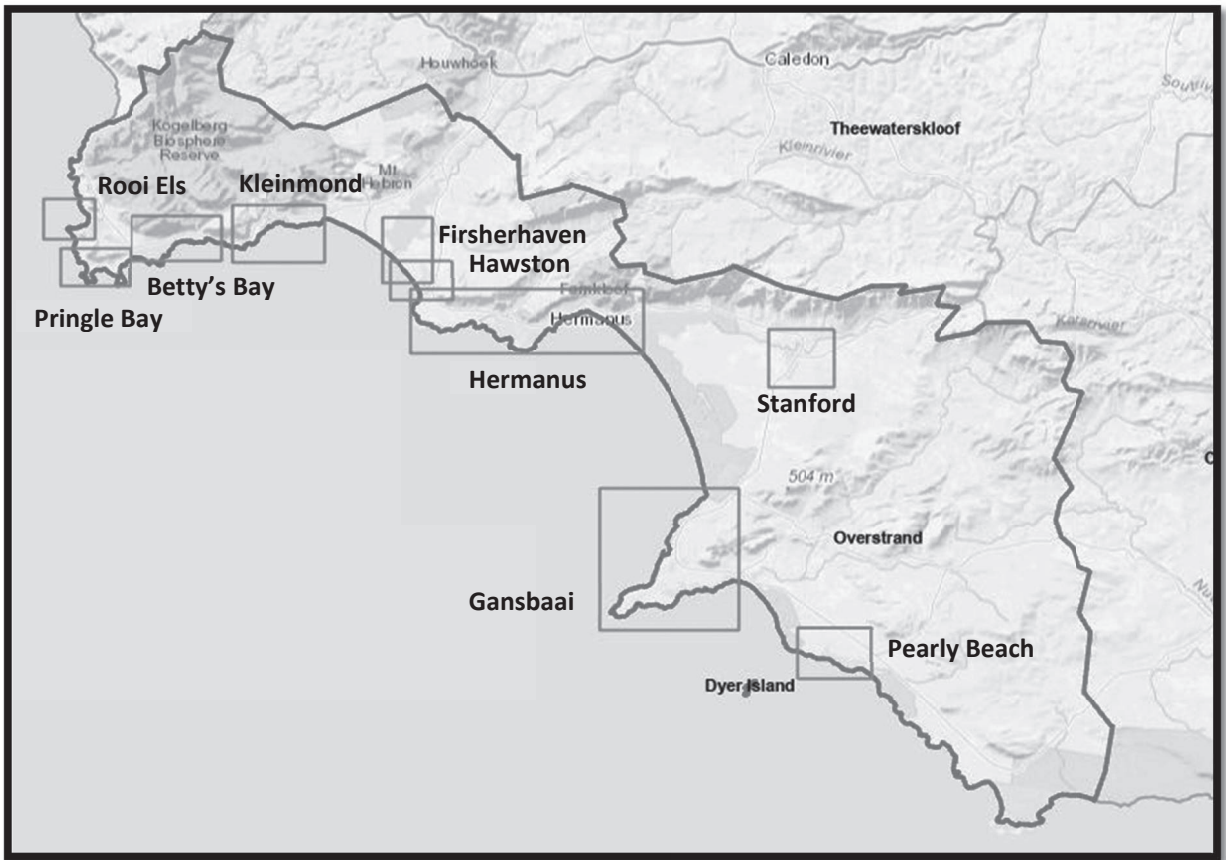 Houwhoek
Caledon
Theewaterskloof
Kleinrivier
Kogelberg
Biosphere
Reserve
Mt
Hebron
Rooi Els
Kleinmond
Firsherhaven
Hawston
Betty's Bay
Pringle Bay
Hermanus
Hermanus
Stanford
504 m
Overstrand
Gansbaai
Pearly Beach
Dyer Island